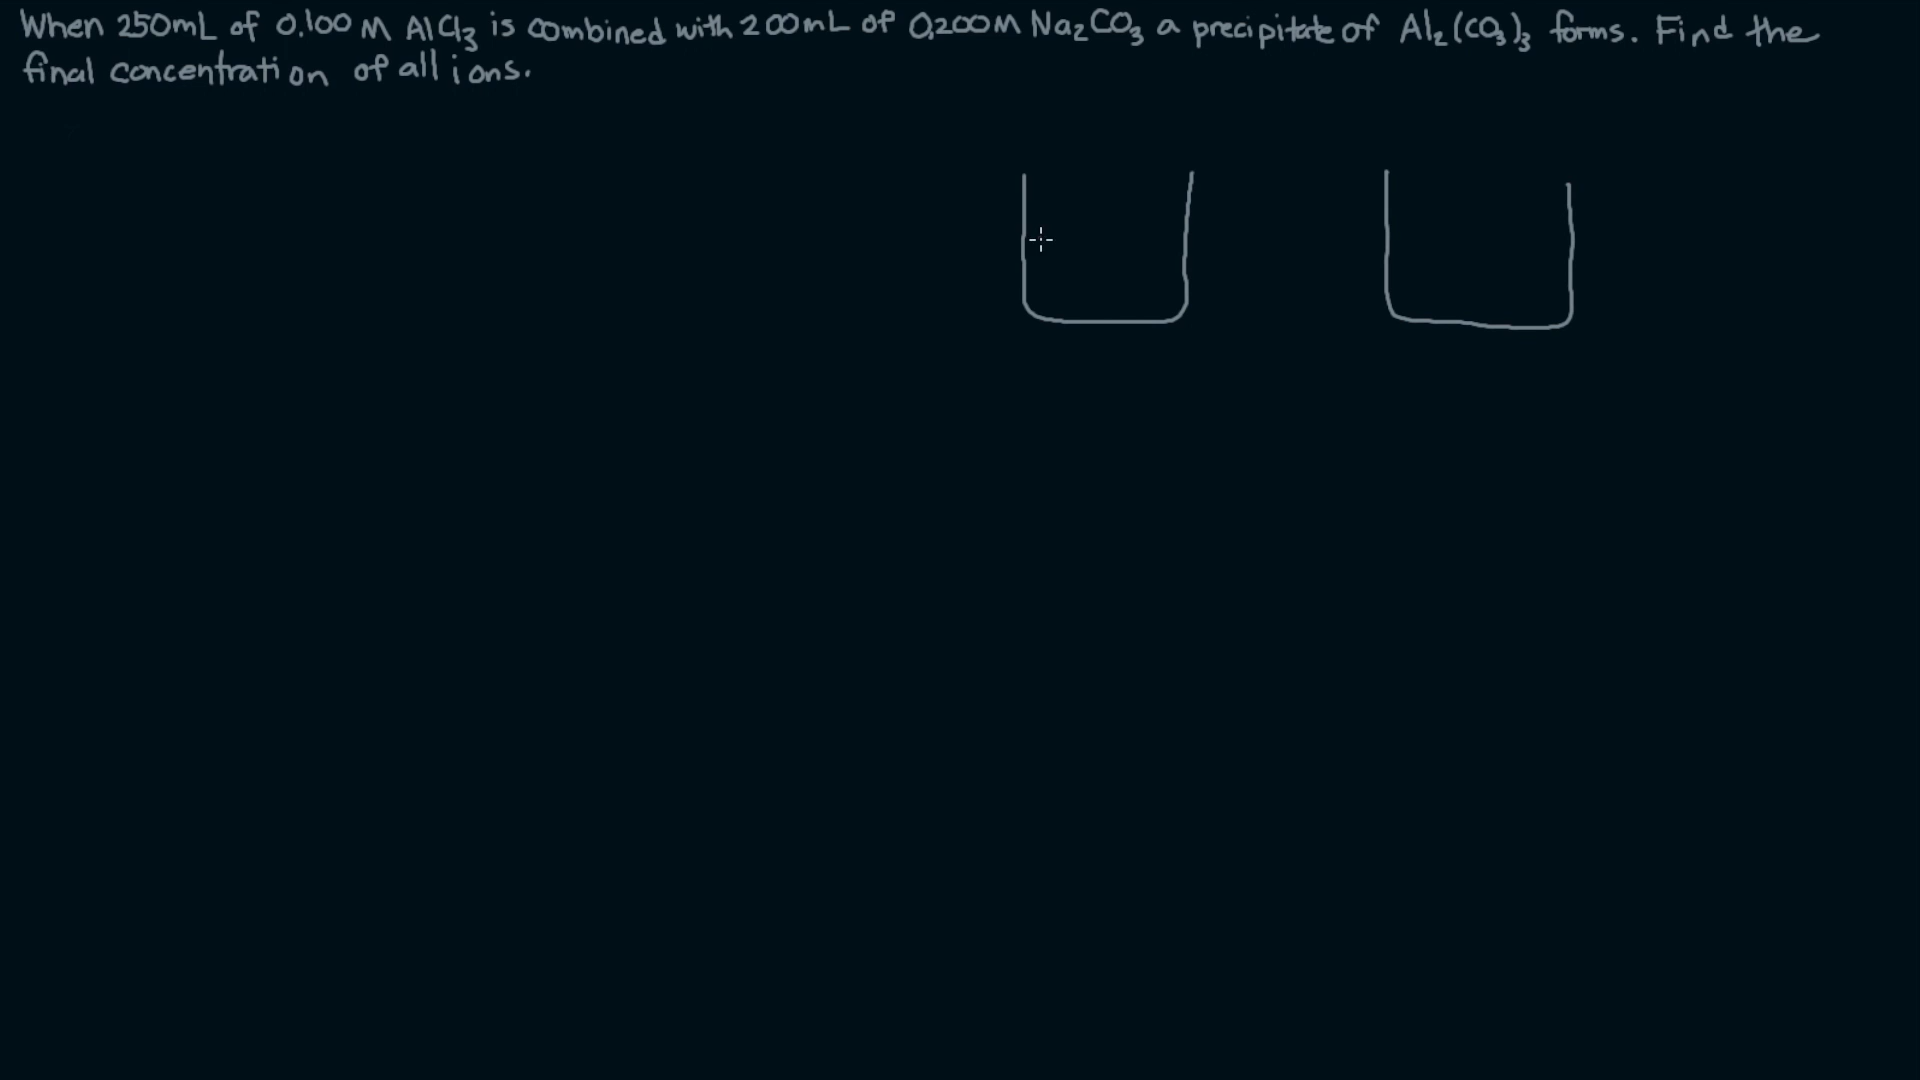 When 250mL of 0.100 M AlCl₃ is combined with 200mL of 0.200M Na₂CO₃ a precipitate of Al₂(CO₃)₃ forms. Find the
final concentration of all ions.